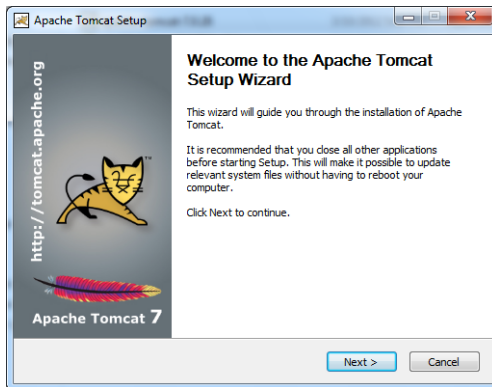 Apache Tomcat Setup
Welcome to the Apache Tomcat
Setup Wizard
This wizard will guide you through the installation of Apache
Tomcat.
It is recommended that you close all other applications
before starting Setup. This will make it possible to update
relevant system files without having to reboot your
computer.
Click Next to continue.
http://tomcat.apache.org
TM
Apache Tomcat 7
Next >
Cancel